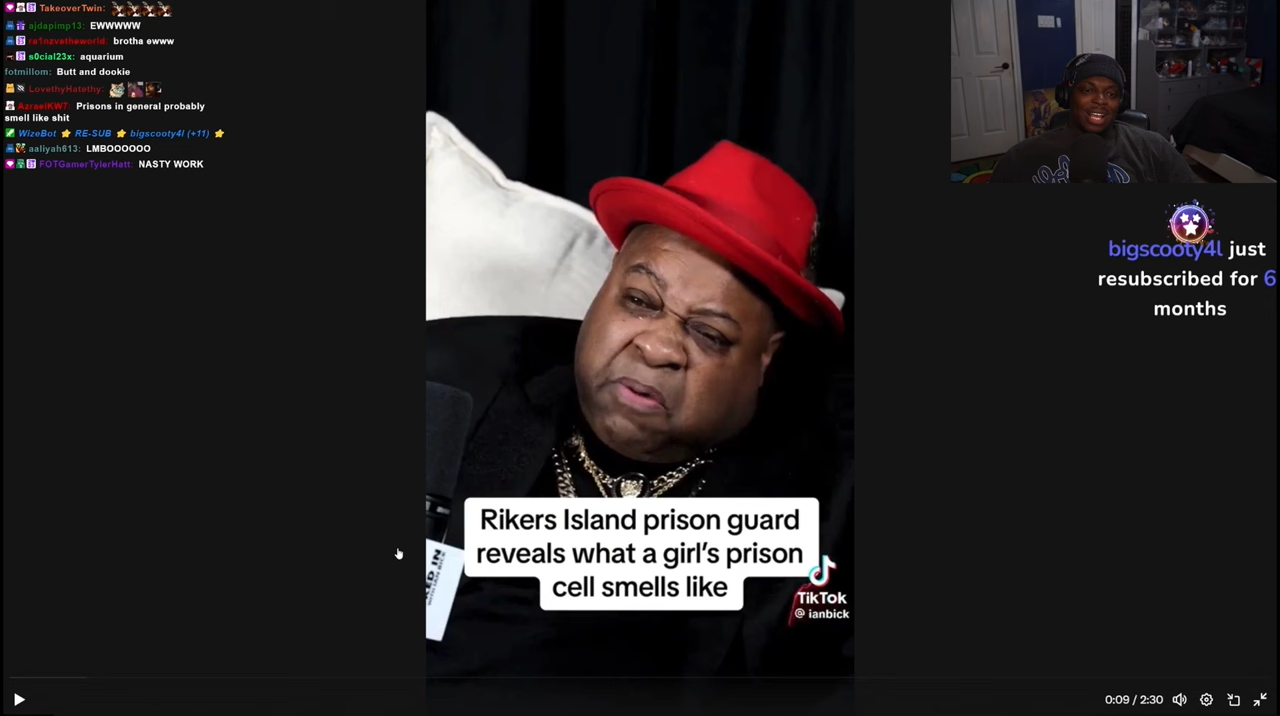 TakeoverTwin:
ajdapimp13: EWWWWW
re1nzvstheworld: brotha ewww
s0cial23x: aquarium
fotmillom: Butt and dookie
LovethyHatethy:
AzraelKW7: Prisons in general probably
smell like shit
WizeBot RE-SUB bigscooty4l (+11)
aaliyah613: LMBOOOOOO
FOTGamerTylerHatt: NASTY WORK
bigscooty4l just
resubscribed for 6
months
Rikers Island prison guard
reveals what a girl's prison
cell smells like
TikTok
@ ianbick
0:09 / 2:30